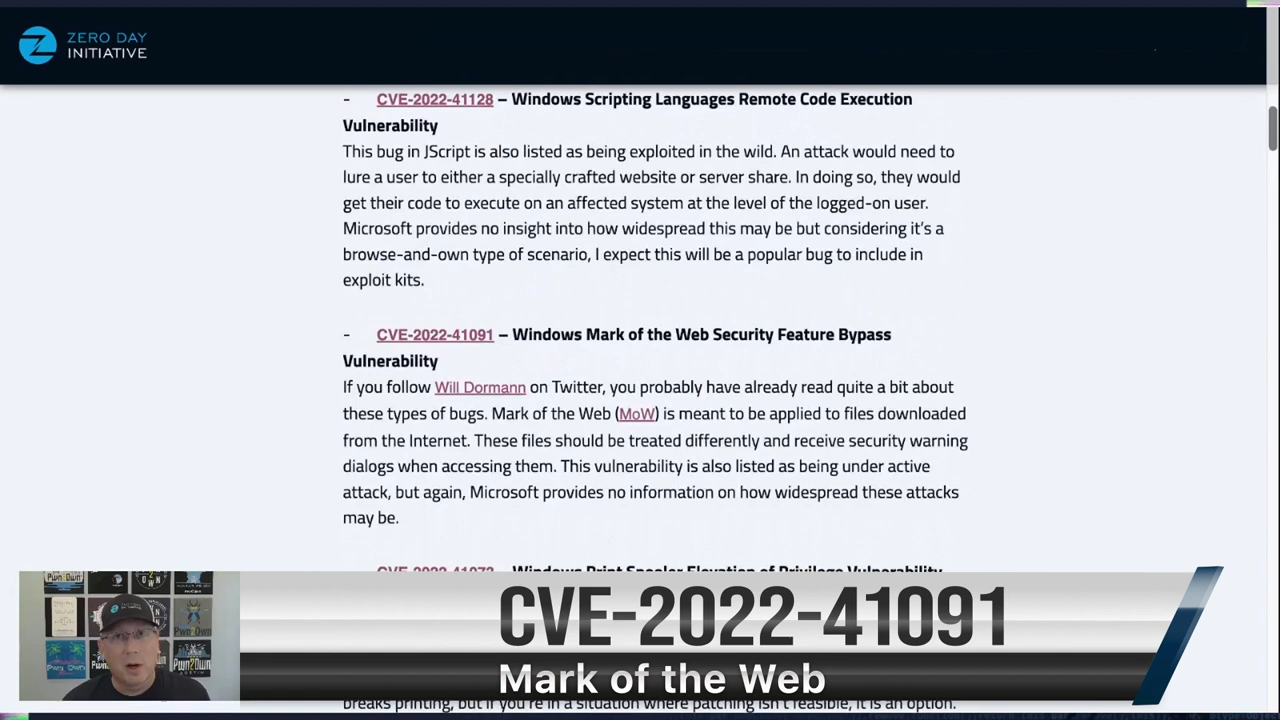 ZERO DAY
INITIATIVE
- CVE-2022-41128 – Windows Scripting Languages Remote Code Execution
Vulnerability
This bug in JScript is also listed as being exploited in the wild. An attack would need to
lure a user to either a specially crafted website or server share. In doing so, they would
get their code to execute on an affected system at the level of the logged-on user.
Microsoft provides no insight into how widespread this may be but considering it's a
browse-and-own type of scenario, I expect this will be a popular bug to include in
exploit kits.
- CVE-2022-41091 – Windows Mark of the Web Security Feature Bypass
Vulnerability
If you follow Will Dormann on Twitter, you probably have already read quite a bit about
these types of bugs. Mark of the Web (MoW) is meant to be applied to files downloaded
from the Internet. These files should be treated differently and receive security warning
dialogs when accessing them. This vulnerability is also listed as being under active
attack, but again, Microsoft provides no information on how widespread these attacks
may be.
CVE-2022-41073 – Windows Print Spooler Elevation of Privilege Vulnerability
CVE-2022-41091
Mark of the Web
breaks printing, but if you're in a situation where patching isn't feasible, it is an option.